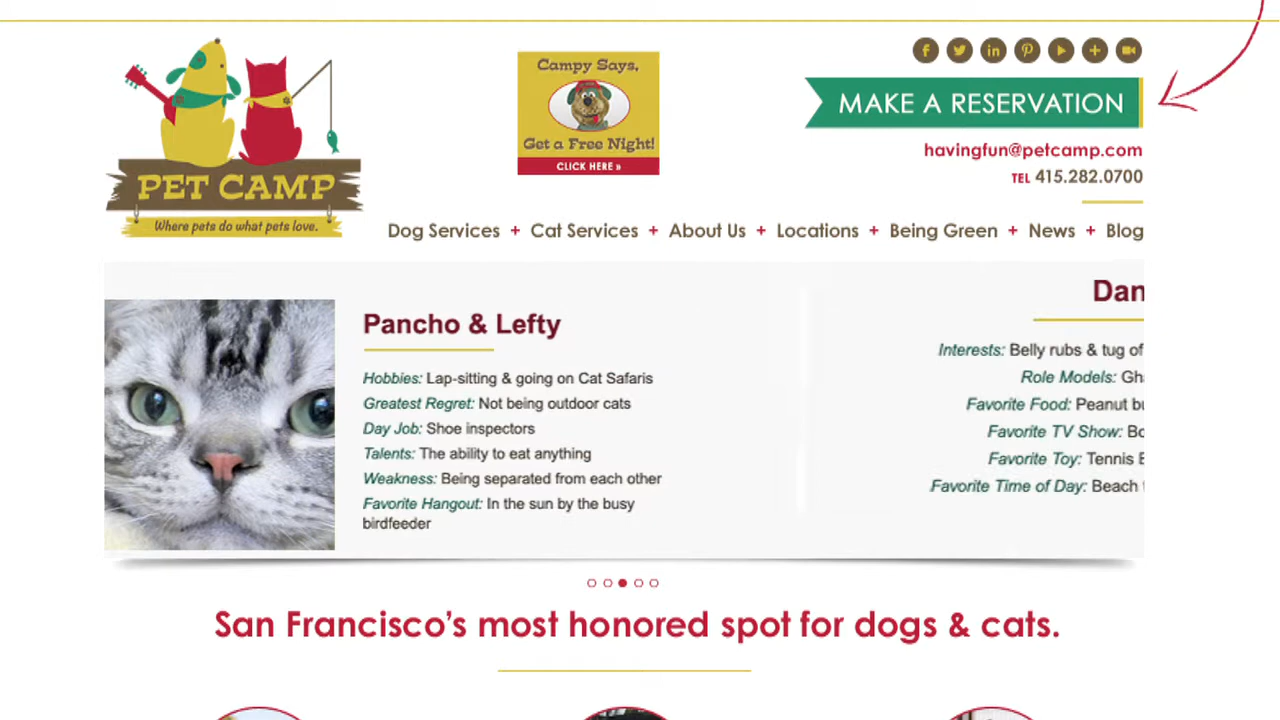 Campy Says,
Get a Free Night!
CLICK HERE »
MAKE A RESERVATION
havingfun@petcamp.com
TEL 415.282.0700
PET CAMP
Where pets do what pets love.
Dog Services + Cat Services + About Us + Locations + Being Green + News + Blog
Pancho & Lefty
Hobbies: Lap-sitting & going on Cat Safaris
Greatest Regret: Not being outdoor cats
Day Job: Shoe inspectors
Talents: The ability to eat anything
Weakness: Being separated from each other
Favorite Hangout: In the sun by the busy
birdfeeder
Interests: Belly rubs & tug of
Role Models:
Favorite Food: Peanut
Favorite TV Show:
Favorite Toy: Tennis
Favorite Time of Day: Beach
San Francisco's most honored spot for dogs & cats.